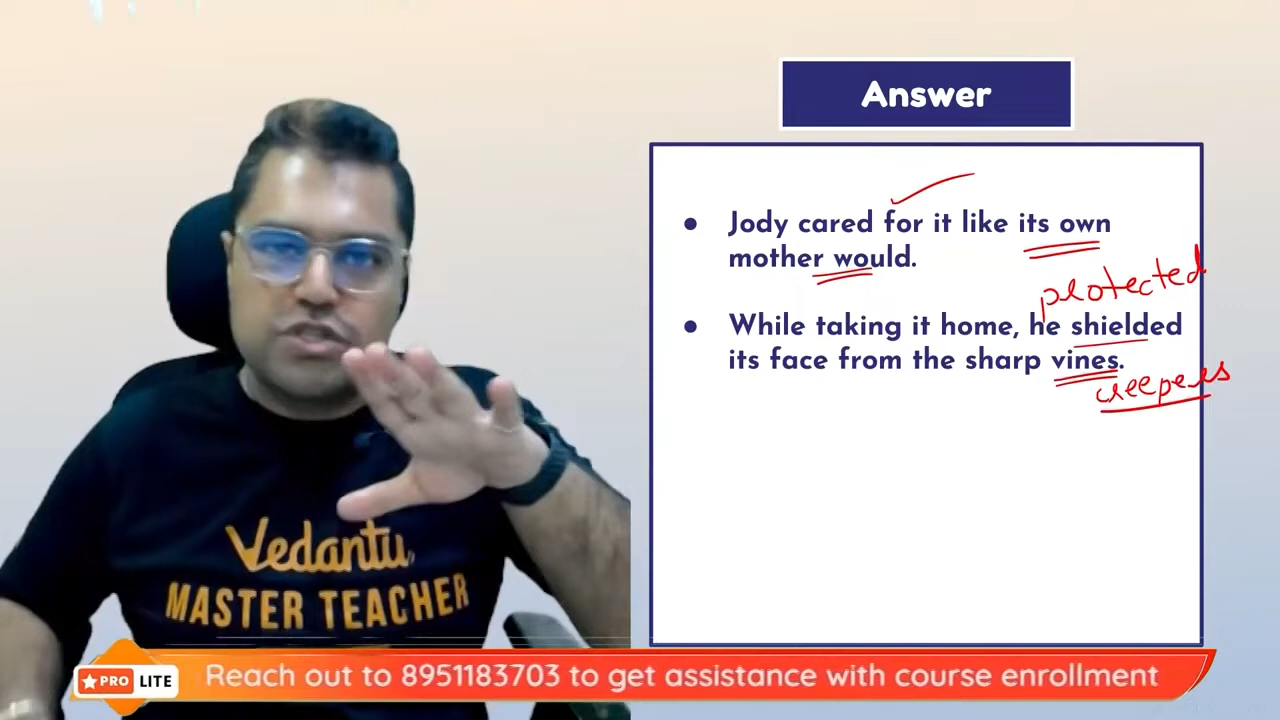 Answer
Jody cared for it like its own
mother would.
protected
While taking it home, he shielded
its face from the sharp vines.
creepers
Vedantu
MASTER TEACHER
PRO LITE
Reach out to 8951183703 to get assistance with course enrollment